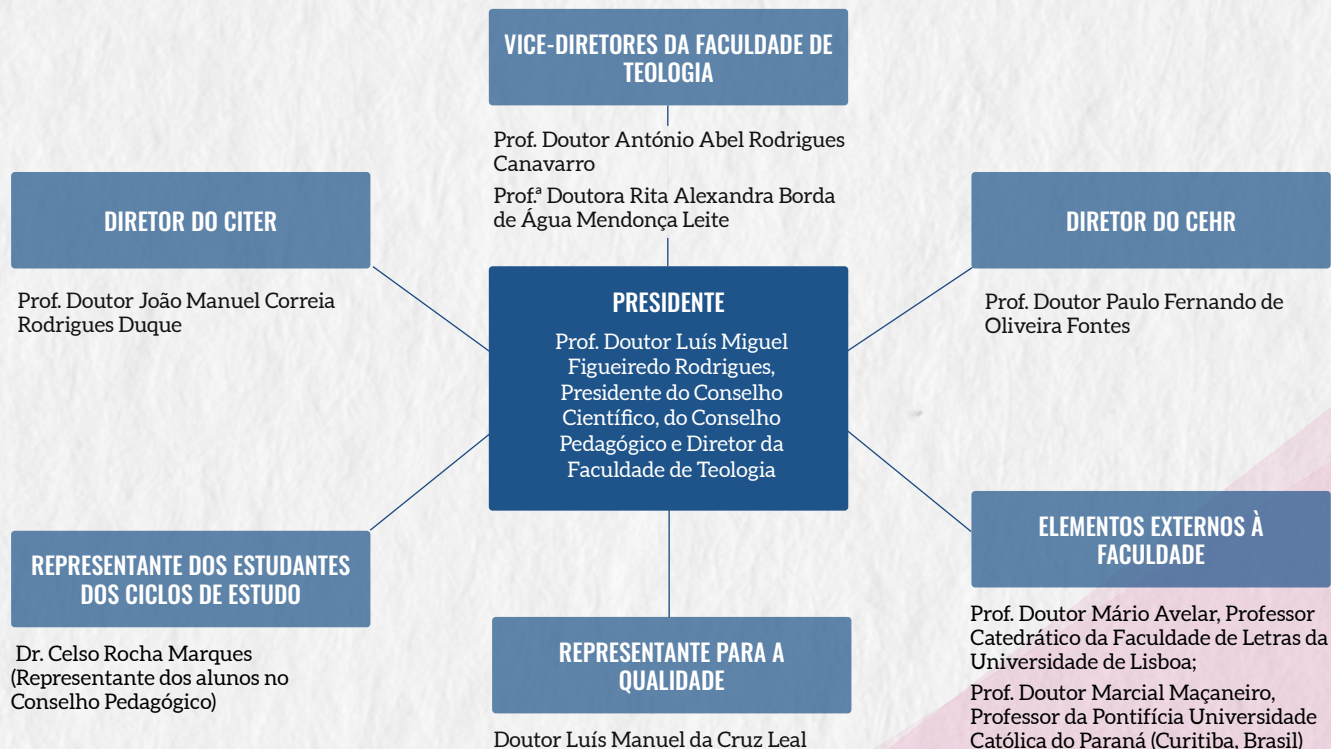 VICE-DIRETORES DA FACULDADE DE
TEOLOGIA
Prof. Doutor António Abel Rodrigues
Canavarro
Prof.ª Doutora Rita Alexandra Borda
de Água Mendonça Leite
DIRETOR DO CITER
Prof. Doutor João Manuel Correia
Rodrigues Duque
DIRETOR DO CEHR
Prof. Doutor Paulo Fernando de
Oliveira Fontes
PRESIDENTE
Prof. Doutor Luís Miguel
Figueiredo Rodrigues,
Presidente do Conselho
Científico, do Conselho
Pedagógico e Diretor da
Faculdade de Teologia
REPRESENTANTE DOS ESTUDANTES
DOS CICLOS DE ESTUDO
Dr. Celso Rocha Marques
(Representante dos alunos no
Conselho Pedagógico)
REPRESENTANTE PARA A
QUALIDADE
Doutor Luís Manuel da Cruz Leal
ELEMENTOS EXTERNOS À
FACULDADE
Prof. Doutor Mário Avelar, Professor
Catedrático da Faculdade de Letras da
Universidade de Lisboa;
Prof. Doutor Marcial Maçaneiro,
Professor da Pontifícia Universidade
Católica do Paraná (Curitiba, Brasil)